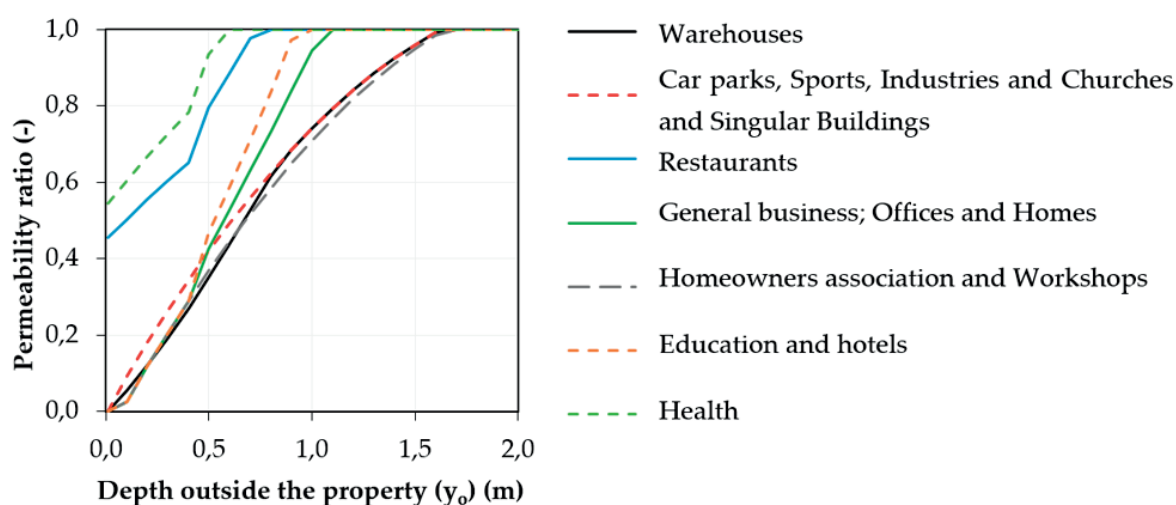 Permeability ratio (-)
1,0
0,8
0,6
0,4
0,2
0,0
0,0 0,5 1,0 1,5 2,0
Depth outside the property (yo) (m)
Warehouses
Car parks, Sports, Industries and Churches
and Singular Buildings
Restaurants
General business; Offices and Homes
Homeowners association and Workshops
Education and hotels
Health